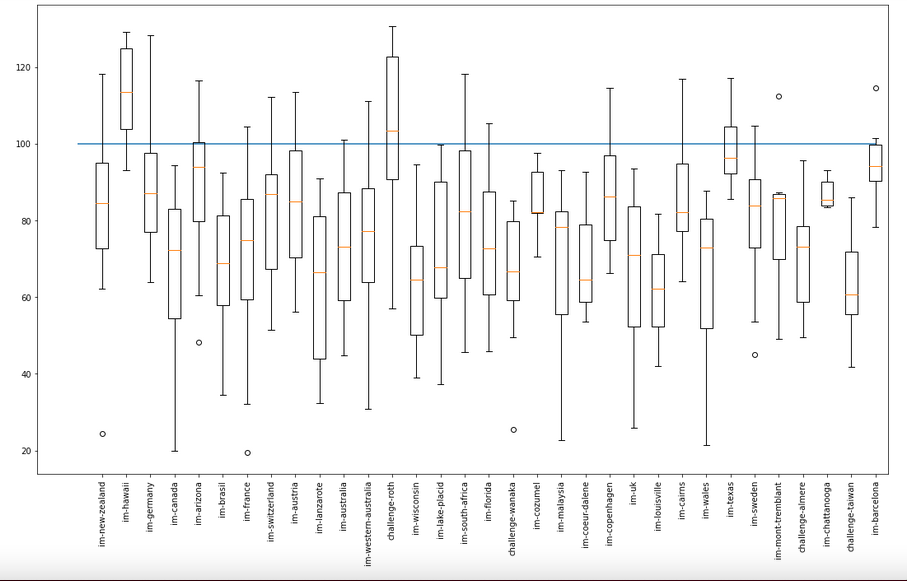 120
100
80
60
40
20
im-new-zealand
im-hawaii
im-germany
im-canada
im-arizona
im-brasil
im-france
im-switzerland
im-austria
im-lanzarote
im-australia
im-western-australia
challenge-roth
im-wisconsin
im-lake-placid
im-south-africa
im-florida
challenge-wanaka
im-cozumel
im-malaysia
im-coeur-dalene
im-copenhagen
im-uk
im-louisville
im-cairns
im-wales
im-texas
im-sweden
im-mont-tremblant
challenge-almere
im-chattanooga
challenge-taiwan
im-barcelona